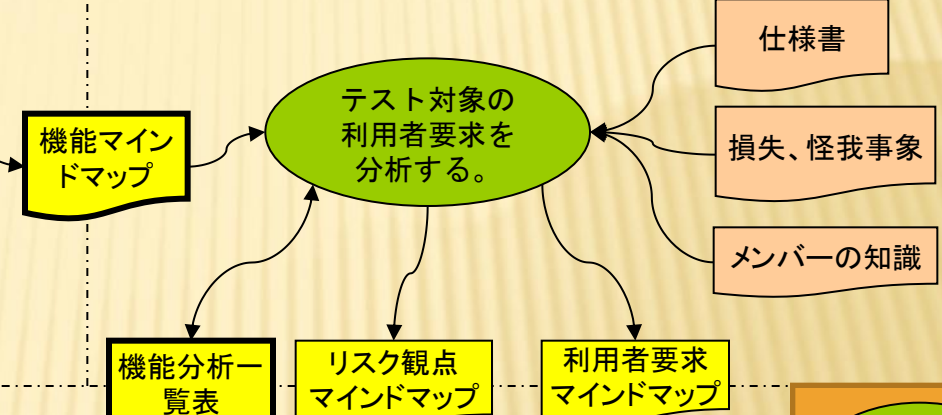 仕様書
テスト対象の
利用者要求を
分析する。
機能マイン
ドマップ
損失、怪我事象
メンバーの知識
機能分析一
覧表
リスク観点
マインドマップ
利用者要求
マインドマップ